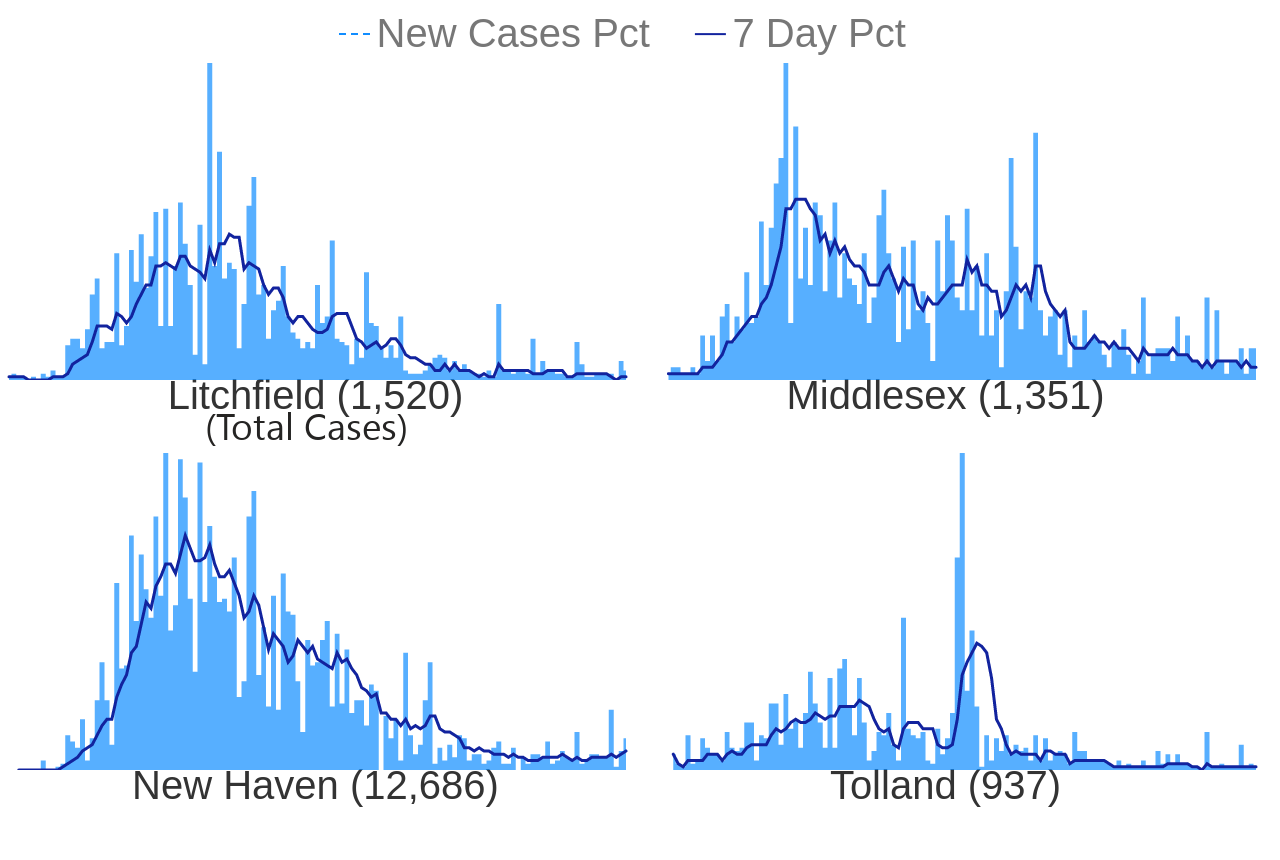 New Cases Pct 7 Day Pct
Litchfield (1,520) Middlesex (1,351)
(Total Cases)
New Haven (12,686) Tolland (937)